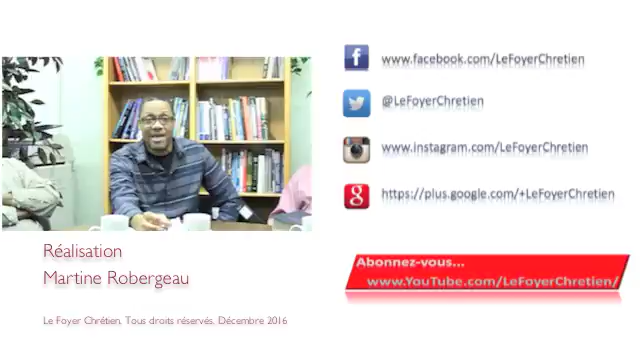 Réalisation
Martine Robergeau
Le Foyer Chrétien. Tous droits réservés. Décembre 2016
www.facebook.com/LeFoyerChretien
@LeFoyerChretien
www.instagram.com/LeFoyerChretien
https://plus.google.com/+LeFoyerChretien
Abonnez-vous...
www.YouTube.com/LeFoyerChretien/